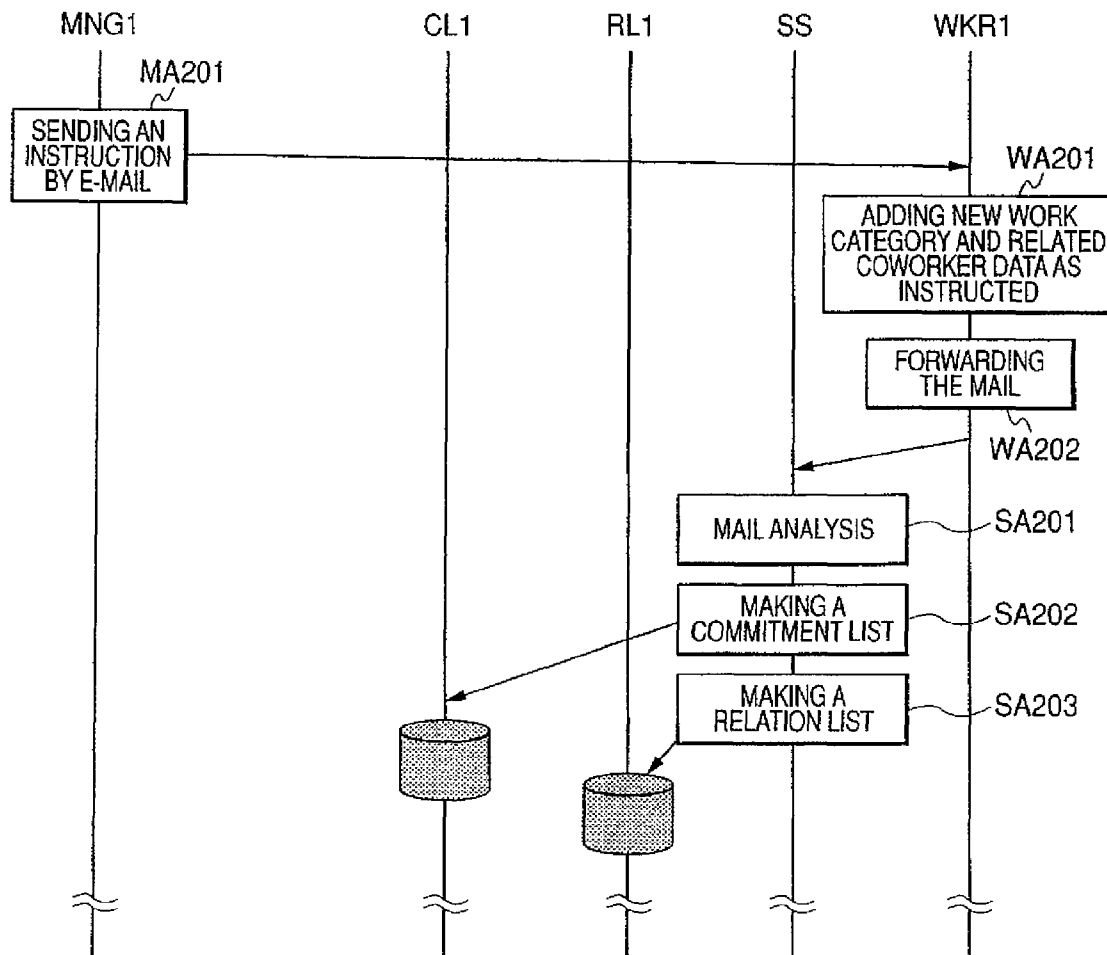 MNG1
CL1
RL1
SS
WKR1
MA201
SENDING AN
INSTRUCTION
BY E-MAIL
WA201
ADDING NEW WORK
CATEGORY AND RELATED
COWORKER DATA AS
INSTRUCTED
FORWARDING
THE MAIL
WA202
MAIL ANALYSIS
SA201
MAKING A
COMMITMENT LIST
SA202
MAKING A
RELATION LIST
SA203